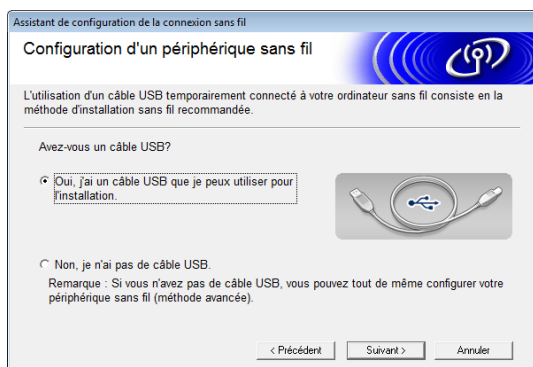 Assistant de configuration de la connexion sans fil
Configuration d'un périphérique sans fil
L'utilisation d'un câble USB temporairement connecté à votre ordinateur sans fil consiste en la
méthode d'installation sans fil recommandée.
Avez-vous un câble USB?
Oui, j'ai un câble USB que je peux utiliser pour
l'installation.
Non, je n'ai pas de câble USB.
Remarque : Si vous n'avez pas de câble USB, vous pouvez tout de même configurer votre
périphérique sans fil (méthode avancée).
< Précédent
Suivant >
Annuler